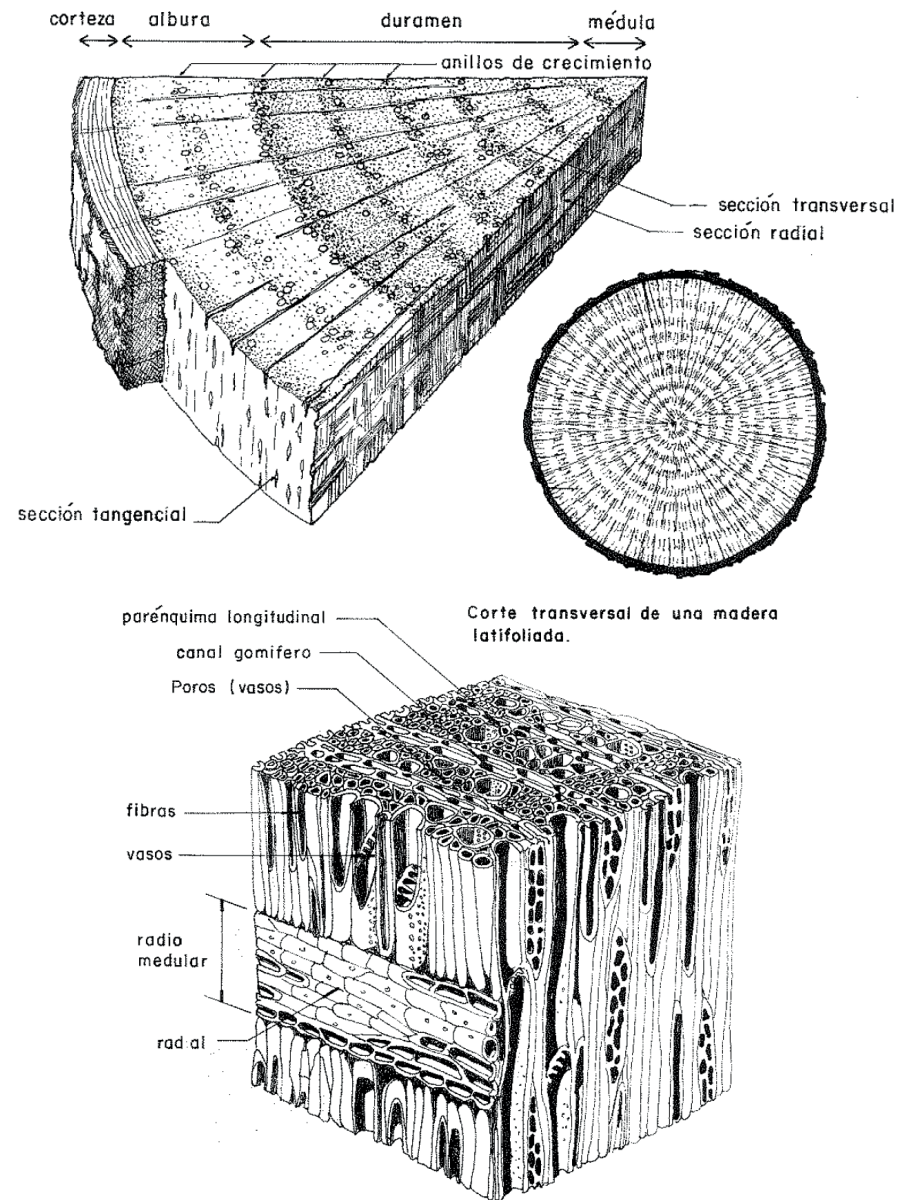 corteza albura duramen médula
anillos de crecimiento
sección transversal
sección radial
sección tangencial
Corte transversal de una madera
latifoliada.
parénquima longitudinal
canal gomifero
Poros (vasos)
fibras
vasos
radio
medular
radial